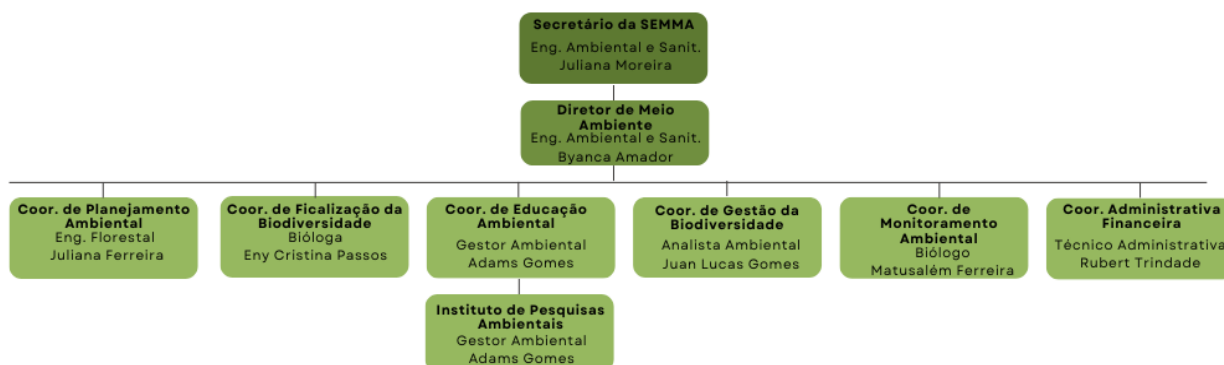 Secretário da SEMMA
Eng. Ambiental e Sanit.
Juliana Moreira
Diretor de Meio
Ambiente
Eng. Ambiental e Sanit.
Byanca Amador
Coor. de Planejamento
Ambiental
Eng. Florestal
Juliana Ferreira
Coor. de Ficalização da
Biodiversidade
Bióloga
Eny Cristina Passos
Coor. de Educação
Ambiental
Gestor Ambiental
Adams Gomes
Coor. de Gestão da
Biodiversidade
Analista Ambiental
Juan Lucas Gomes
Coor. de
Monitoramento
Ambiental
Biólogo
Matusalém Ferreira
Coor. Administrativa
Financeira
Técnico Administrativa
Rubert Trindade
Instituto de Pesquisas
Ambientais
Gestor Ambiental
Adams Gomes